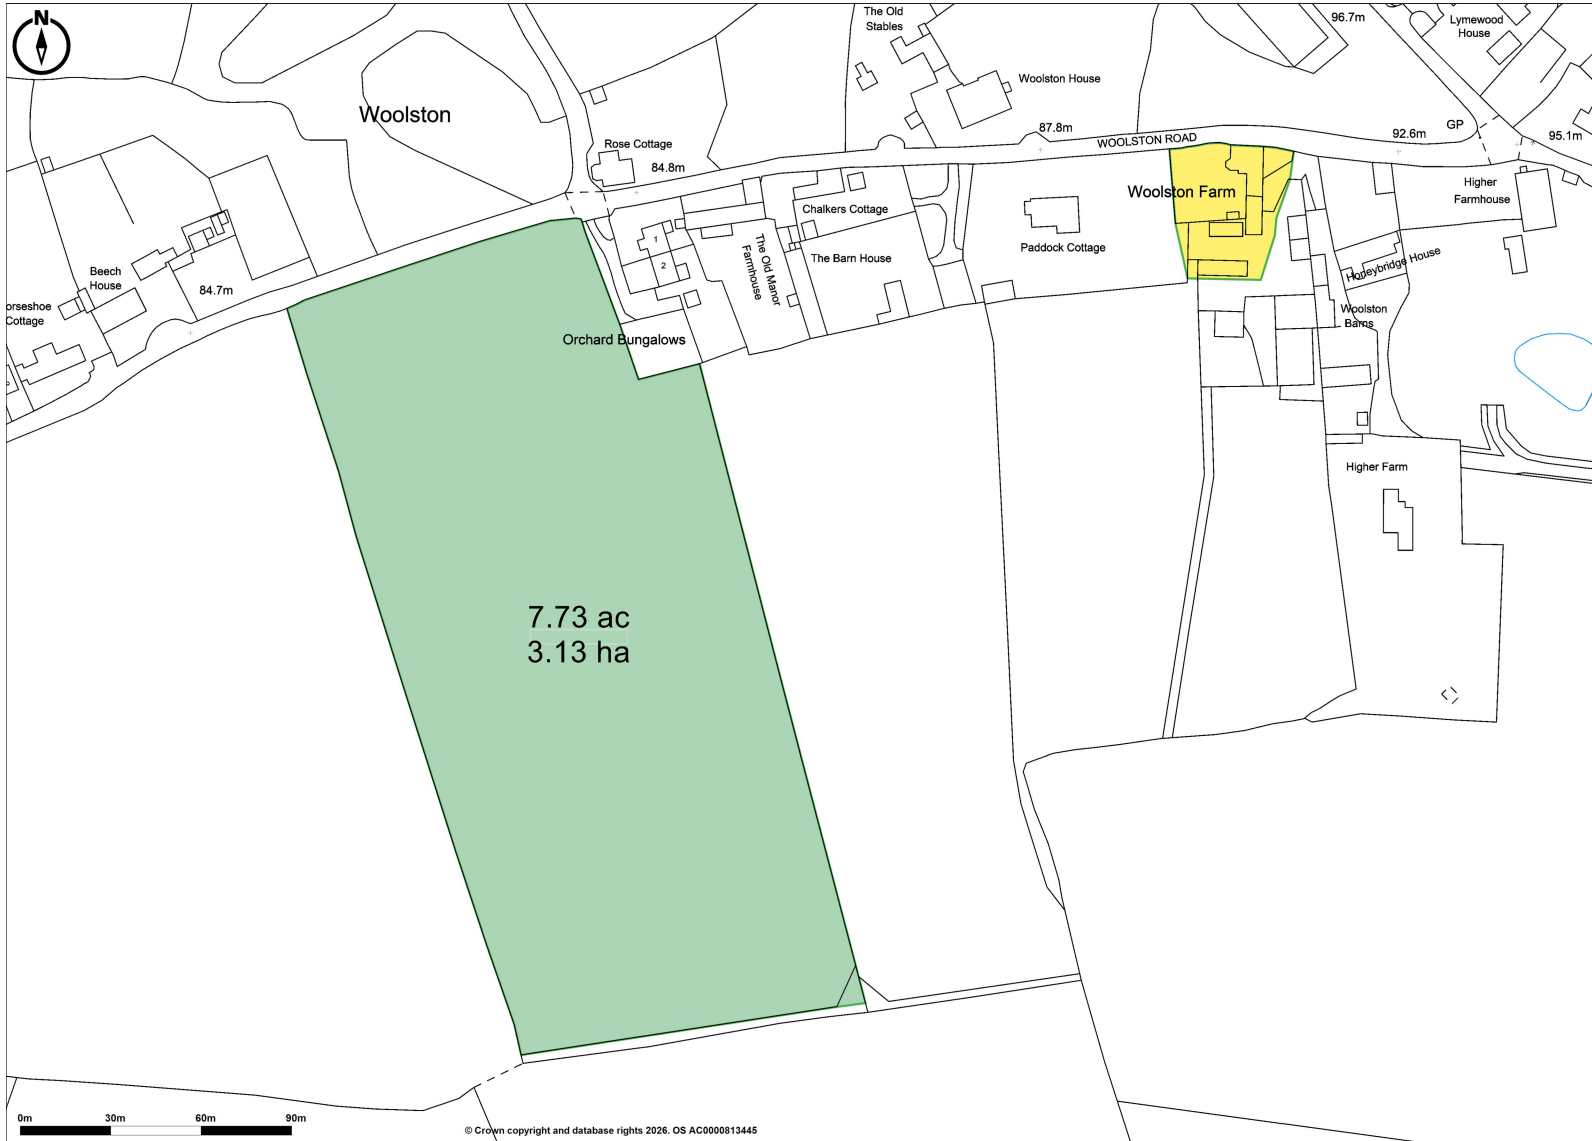 N
The Old
Stables
96.7m
Lymewood
House
Woolston House
Woolston
Rose Cottage
84.8m
87.8m
WOOLSTON ROAD
92.6m
GP
95.1m
Woolston Farm
Higher
Farmhouse
Chalkers Cottage
1
2
The Old Manor
Farmhouse
The Barn House
Paddock Cottage
Honeybridge House
Beech
House
84.7m
orseshoe
Cottage
Orchard Bungalows
Woolston
Barns
Higher Farm
7.73 ac
3.13 ha
0m 30m 60m 90m
© Crown copyright and database rights 2026. OS AC0000813445